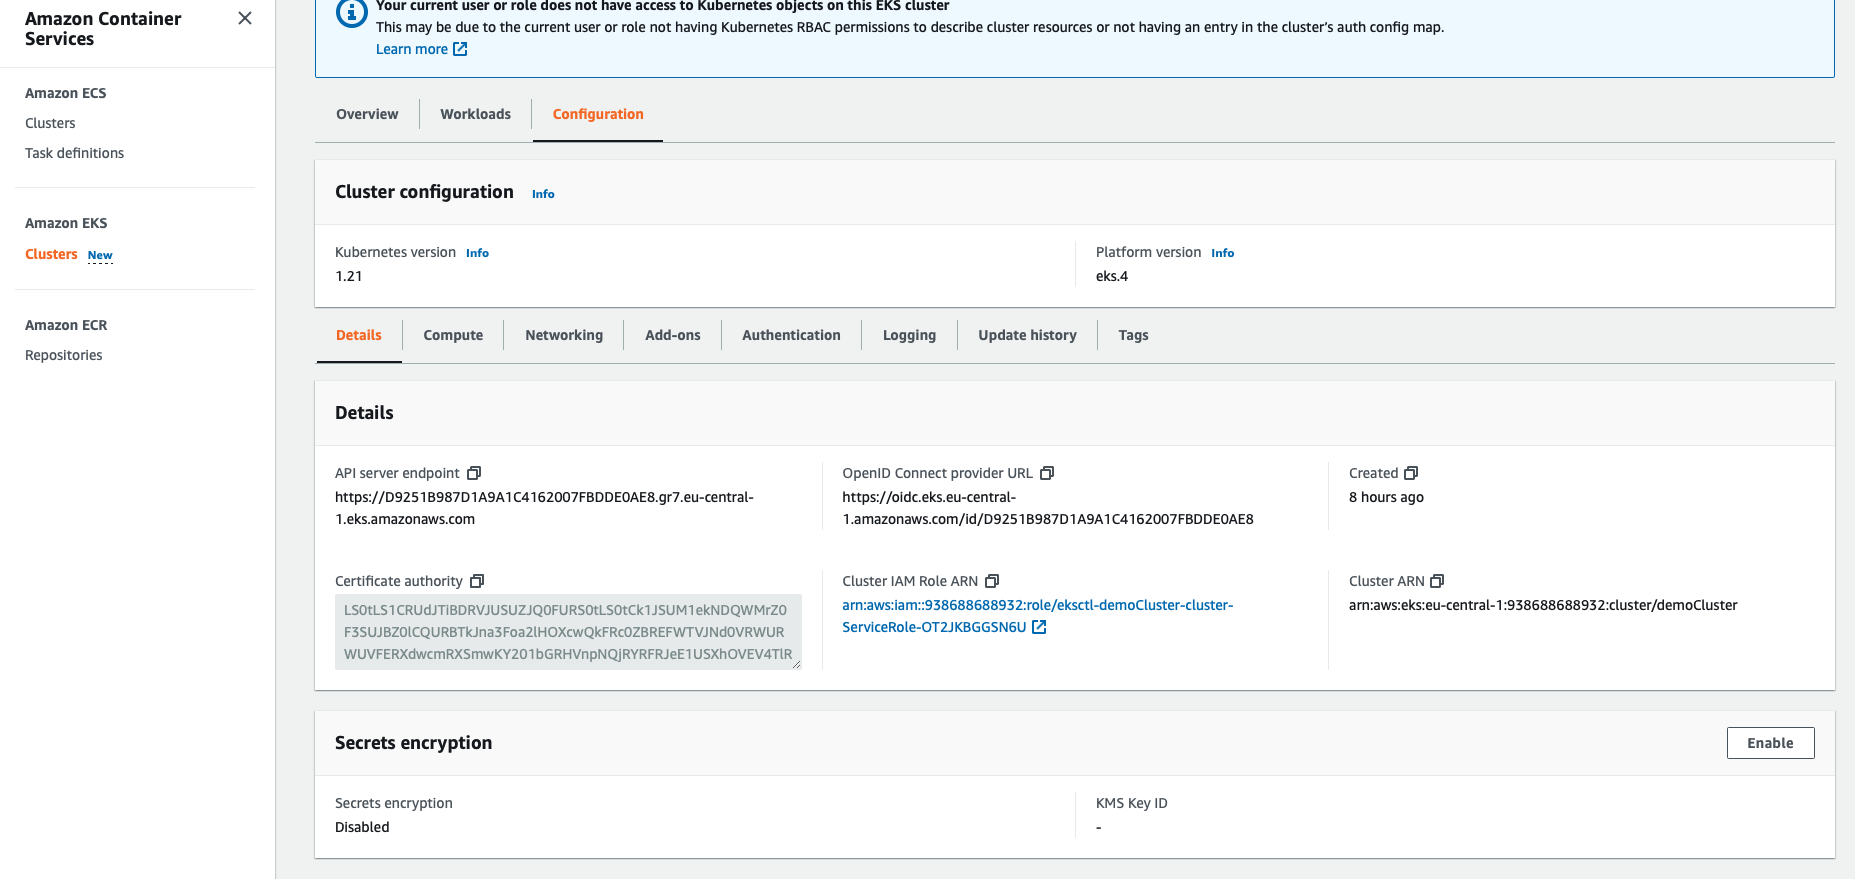 Amazon Container
Services
Amazon ECS
Clusters
Task definitions
Amazon EKS
Clusters New
Amazon ECR
Repositories
Your current user or role does not have access to Kubernetes objects on this EKS cluster
This may be due to the current user or role not having Kubernetes RBAC permissions to describe cluster resources or not having an entry in the cluster's auth config map.
Learn more
Overview Workloads Configuration
Cluster configuration Info
Kubernetes version Info
1.21
Platform version Info
eks.4
Details Compute Networking Add-ons Authentication Logging Update history Tags
Details
API server endpoint
https://D9251B987D1A9A1C4162007FBDDE0AE8.gr7.eu-central-
1.eks.amazonaws.com
OpenID Connect provider URL
https://oidc.eks.eu-central-
1.amazonaws.com/id/D9251B987D1A9A1C4162007FBDDE0AE8
Created
8 hours ago
Certificate authority
LS0tLS1CRUdJTiBDRVJUSUZJQ0FURS0tLS0tCk1JSUM1ekNDQWMrZ0
F3SUJBZ0lCQURBTkJna3Foa2lHOXcwQkFRc0ZBREFWTVJNd0VRWUR
WUVFERXdwcmRXSmwKY201bGRHVnpNQjRYRFRJeE1USXhOVEV4TlR
Cluster IAM Role ARN
arn:aws:iam::938688688932:role/eksctl-demoCluster-cluster-
ServiceRole-OT2JKBGGSN6U
Cluster ARN
arn:aws:eks:eu-central-1:938688688932:cluster/demoCluster
Secrets encryption
Enable
Secrets encryption
Disabled
KMS Key ID
-